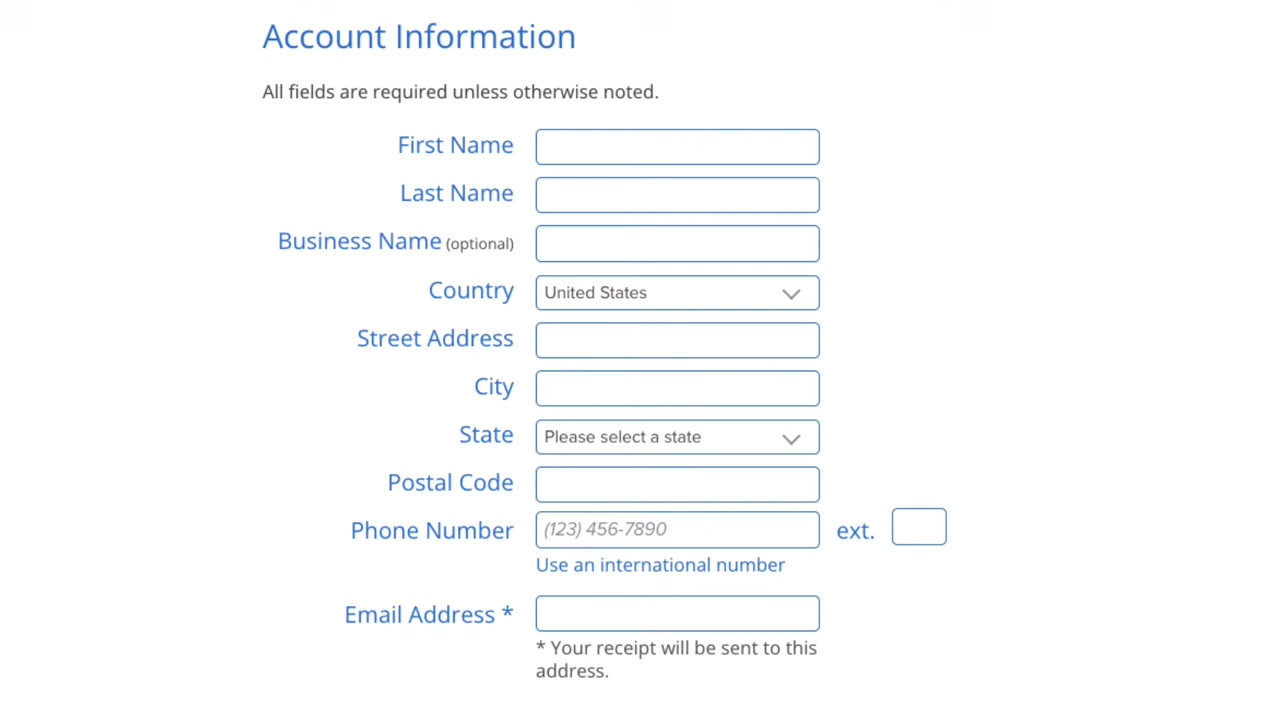 Account Information
All fields are required unless otherwise noted.
First Name
Last Name
Business Name (optional)
Country United States
Street Address
City
State Please select a state
Postal Code
Phone Number (123) 456-7890 ext.
Use an international number
Email Address *
* Your receipt will be sent to this
address.